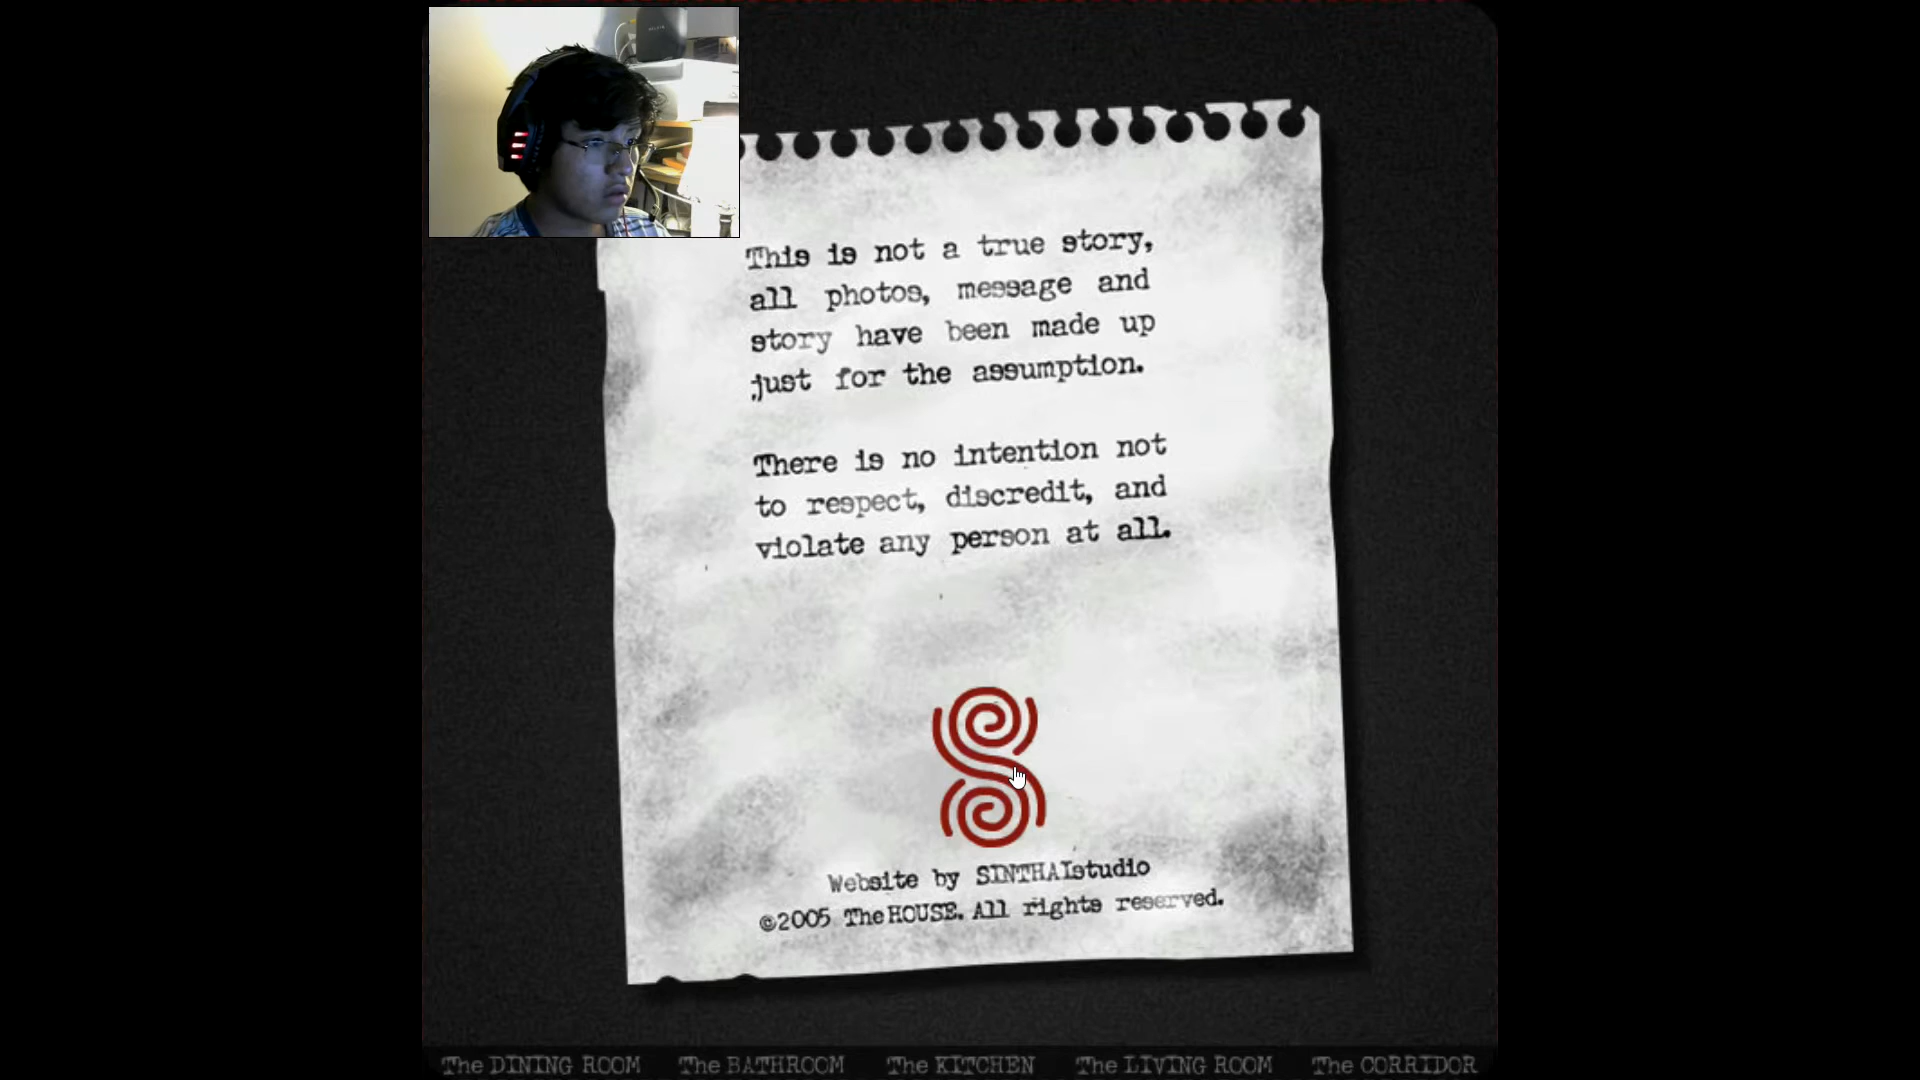 This is not a true story,
all photos, message and
story have been made up
just for the assumption.
There is no intention not
to respect, discredit, and
violate any person at all.
Website by SINTHAIstudio
©2005 The HOUSE. All rights reserved.
The DINING ROOM The BATHROOM The KITCHEN The LIVING ROOM The CORRIDOR